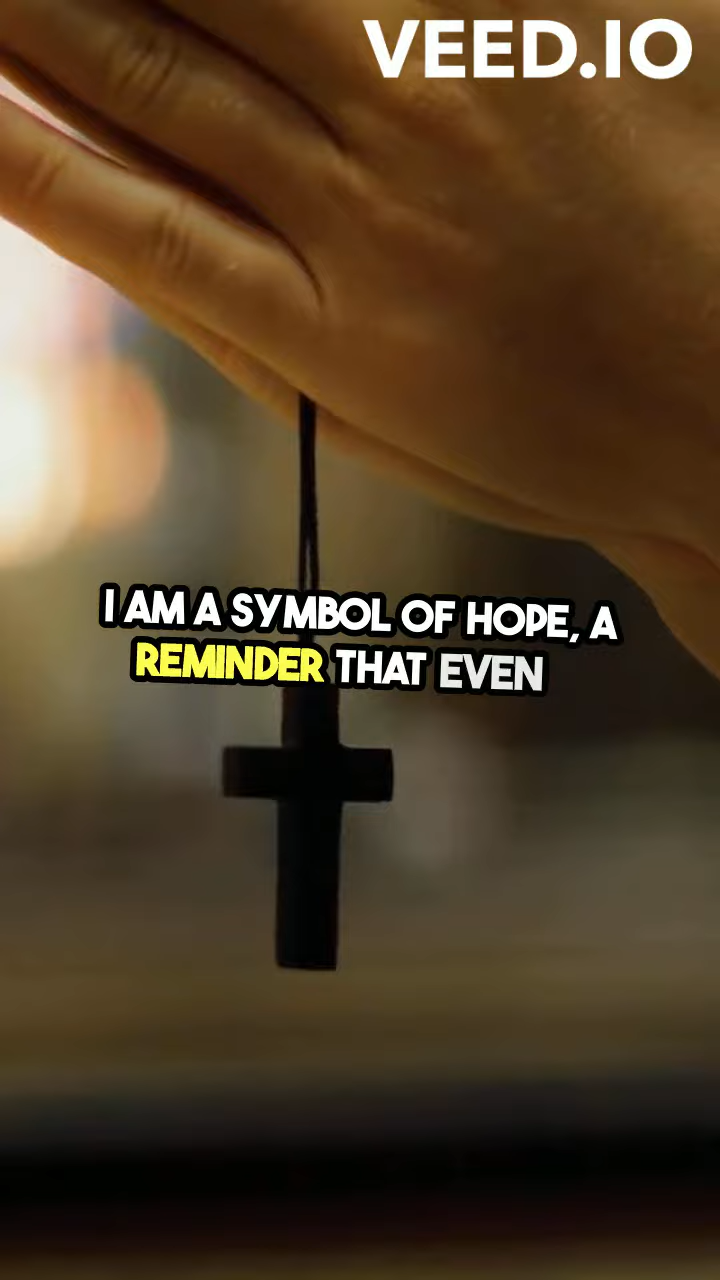 VEED.IO
I AM A SYMBOL OF HOPE, A
REMINDER THAT EVEN